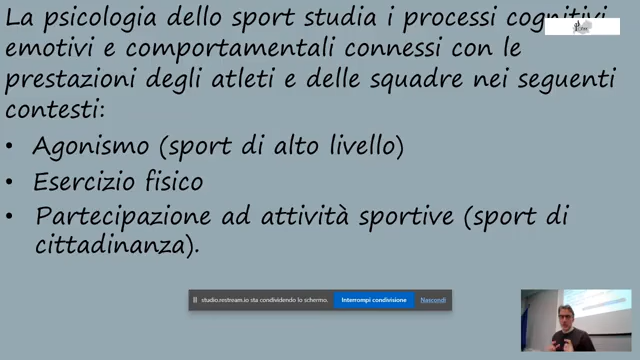 La psicologia dello sport studia i processi cognitivi
emotivi e comportamentali connessi con le
prestazioni degli atleti e delle squadre nei seguenti
contesti:
• Agonismo (sport di alto livello)
• Esercizio fisico
• Partecipazione ad attività sportive (sport di
cittadinanza).
studio.restream.io sta condividendo lo schermo. Interrompi condivisione Nascondi